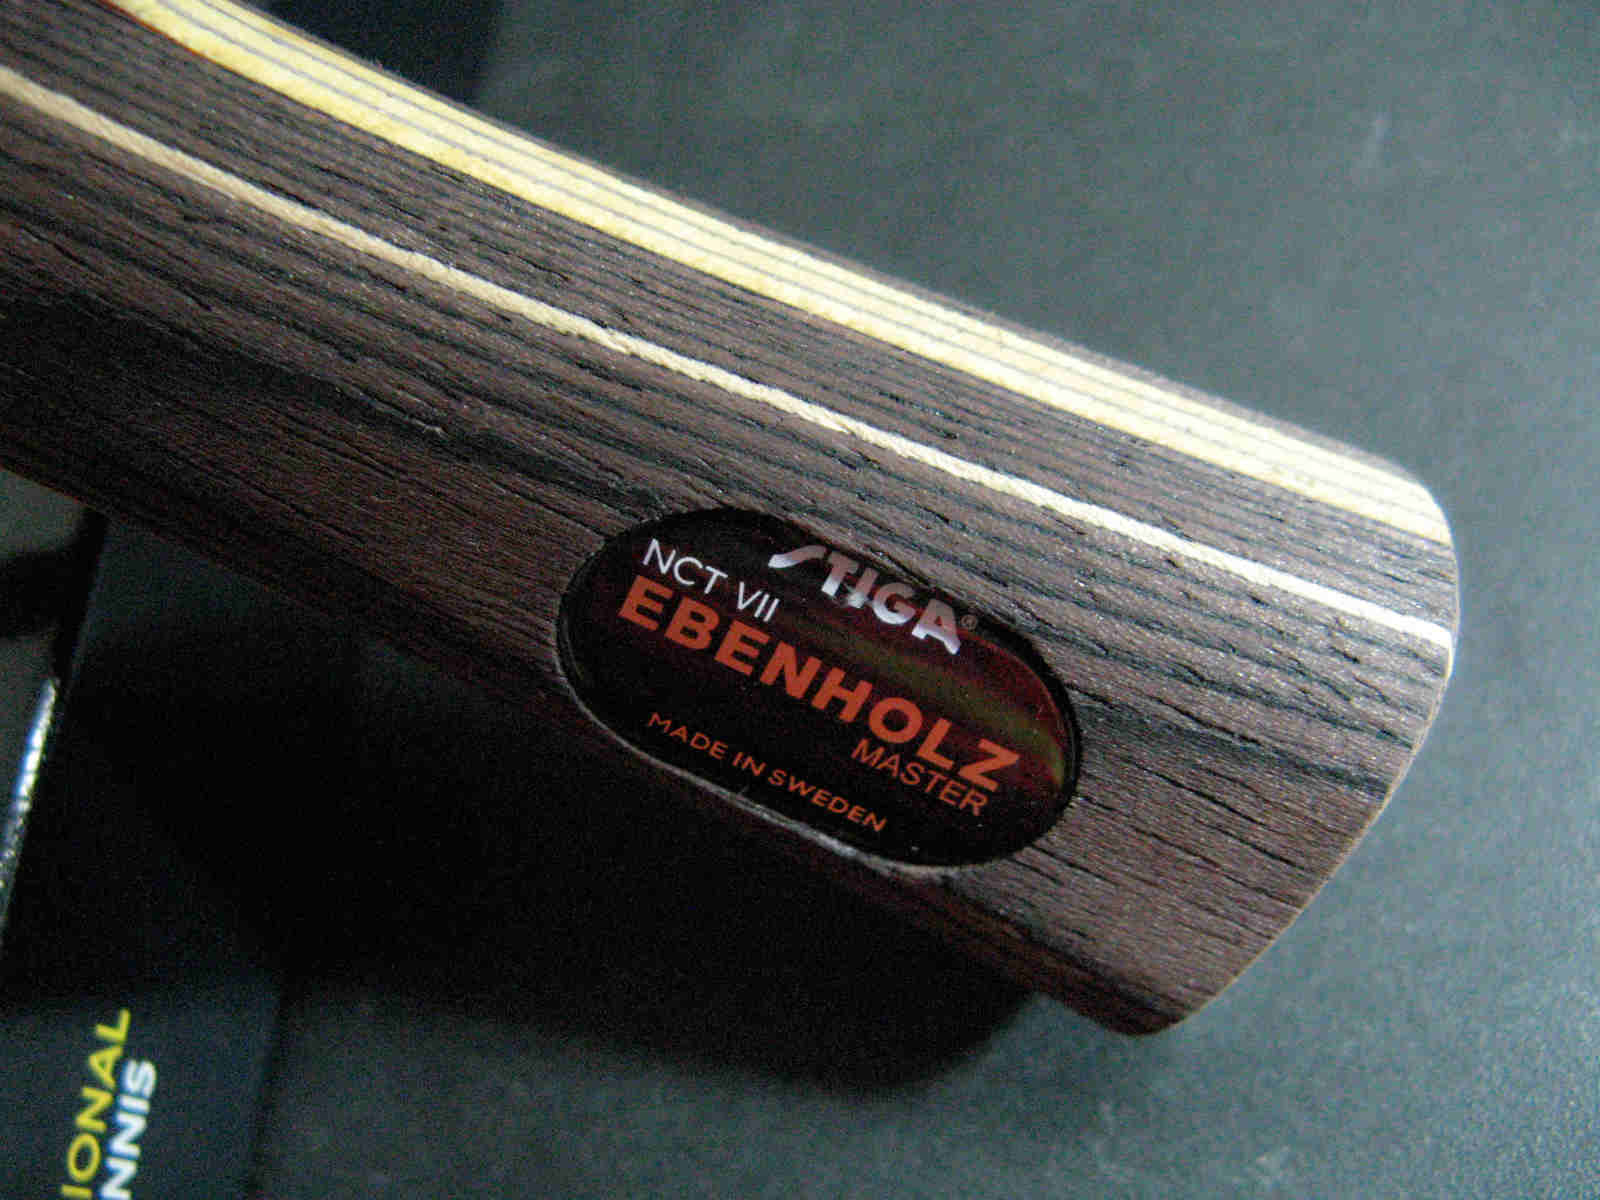 STIGA®
NCT VII
EBENHOLZ
MASTER
MADE IN SWEDEN
IONAL
NNIS